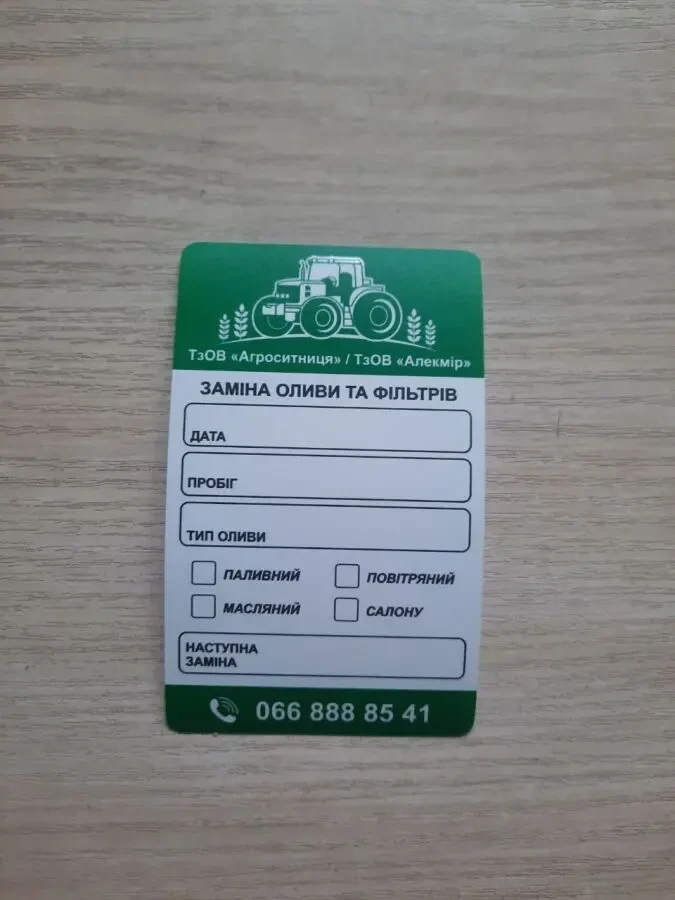 ТзОВ «Агроситниця» / ТзОВ «Алекмір»
ЗАМІНА ОЛИВИ ТА ФІЛЬТРІВ
ДАТА
ПРОБІГ
ТИП ОЛИВИ
ПАЛИВНИЙ ПОВІТРЯНИЙ
МАСЛЯНИЙ САЛОНУ
НАСТУПНА
ЗАМІНА
066 888 85 41